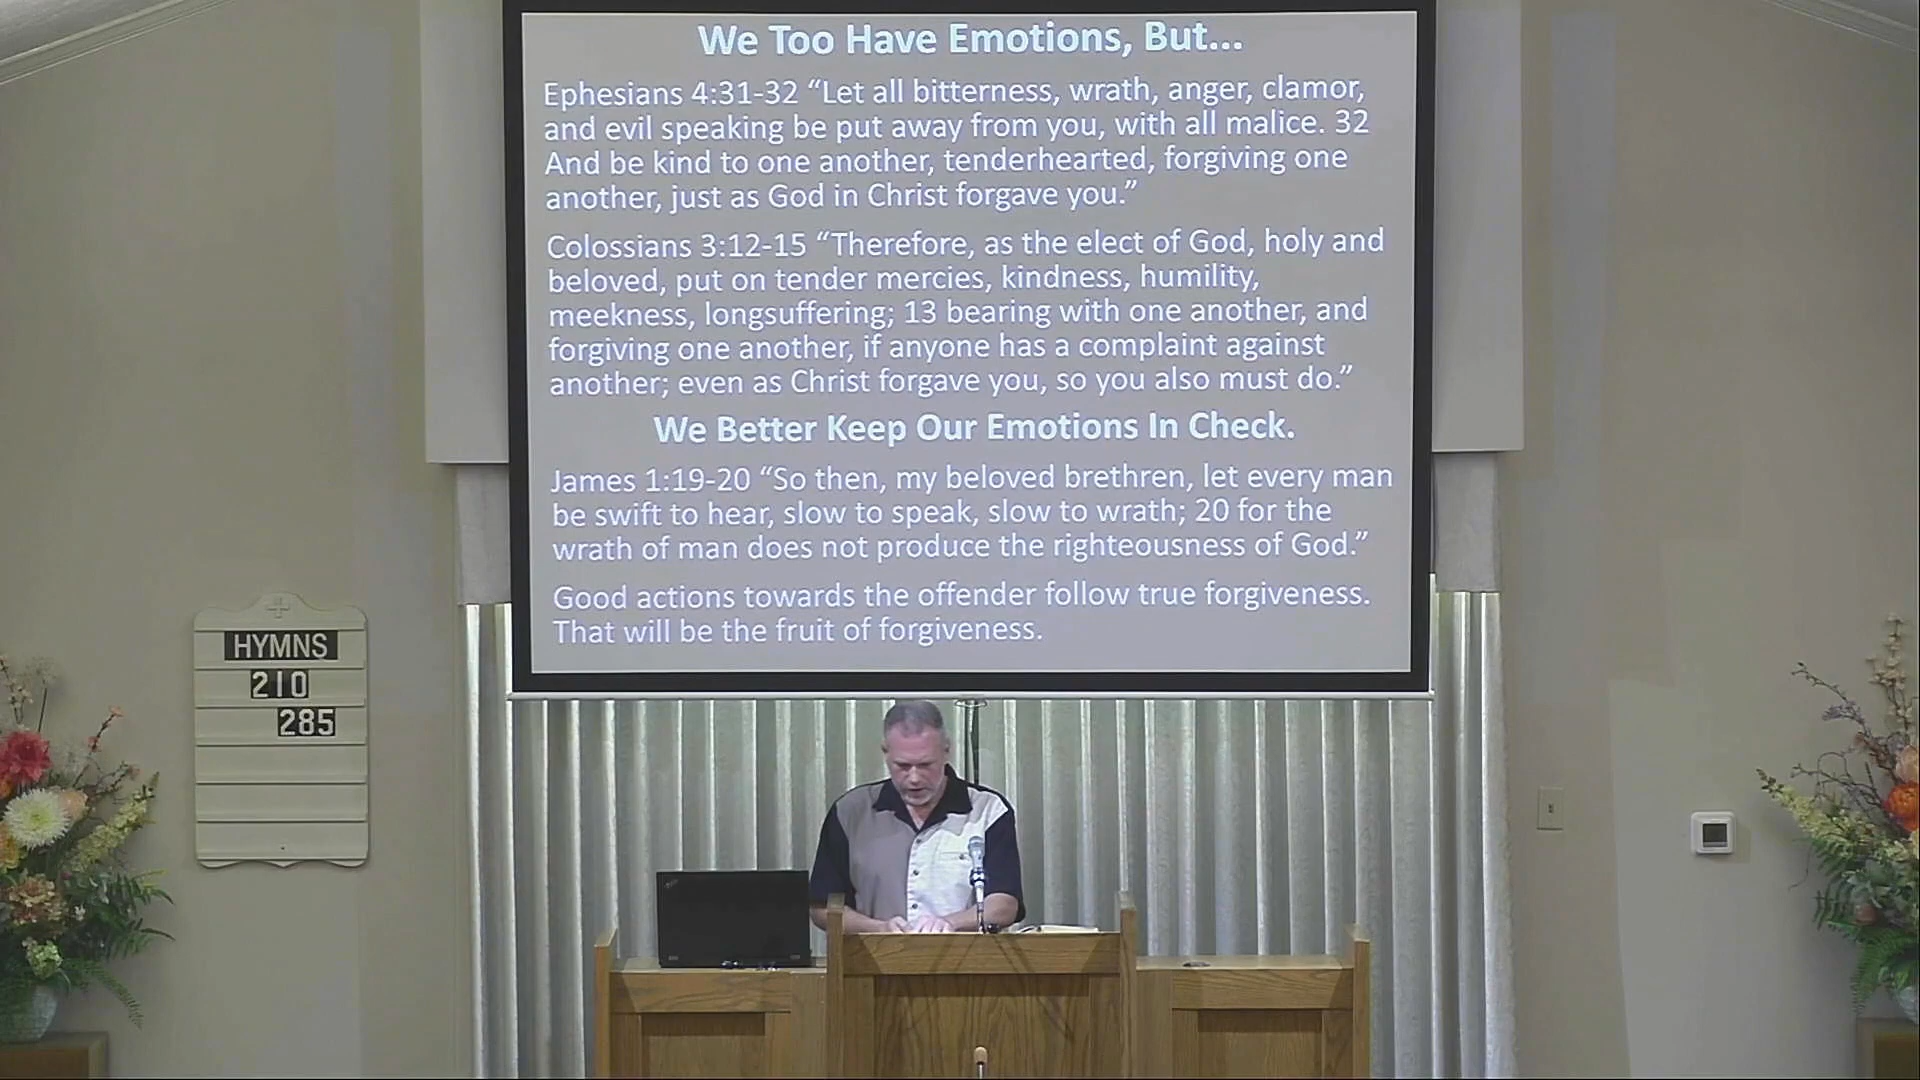 We Too Have Emotions, But...
Ephesians 4:31-32 “Let all bitterness, wrath, anger, clamor,
and evil speaking be put away from you, with all malice. 32
And be kind to one another, tenderhearted, forgiving one
another, just as God in Christ forgave you.”
Colossians 3:12-15 “Therefore, as the elect of God, holy and
beloved, put on tender mercies, kindness, humility,
meekness, longsuffering; 13 bearing with one another, and
forgiving one another, if anyone has a complaint against
another; even as Christ forgave you, so you also must do.”
We Better Keep Our Emotions In Check.
James 1:19-20 “So then, my beloved brethren, let every man
be swift to hear, slow to speak, slow to wrath; 20 for the
wrath of man does not produce the righteousness of God.”
Good actions towards the offender follow true forgiveness.
That will be the fruit of forgiveness.
HYMNS
210
285